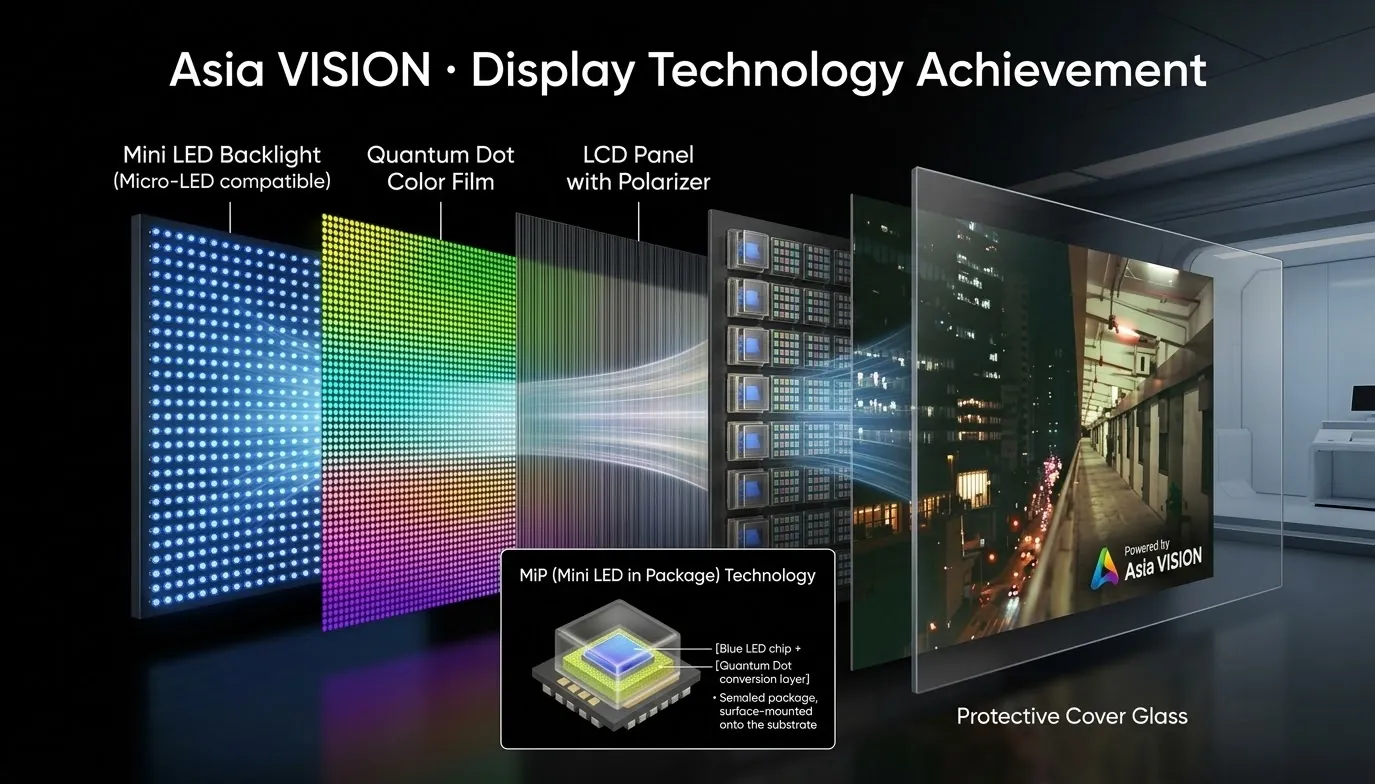 Asia VISION · Display Technology Achievement
Mini LED Backlight
(Micro-LED compatible)
Quantum Dot
Color Film
LCD Panel
with Polarizer
Powered by
Asia VISION
MiP (Mini LED in Package) Technology
[Blue LED chip +
[Quantum Dot
conversion layer]
• Semaled package,
surface-mounted
onto the substrate
Protective Cover Glass